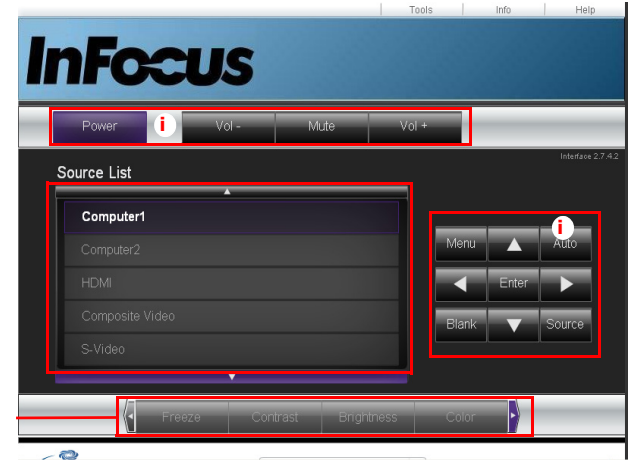 Tools Info Help
InFocus
Power i Vol - Mute Vol +
Interface 2.7.4.2
Source List
Computer1
Computer2
HDMI
Composite Video
S-Video
i
Menu Auto
Enter
Blank Source
Freeze Contrast Brightness Color